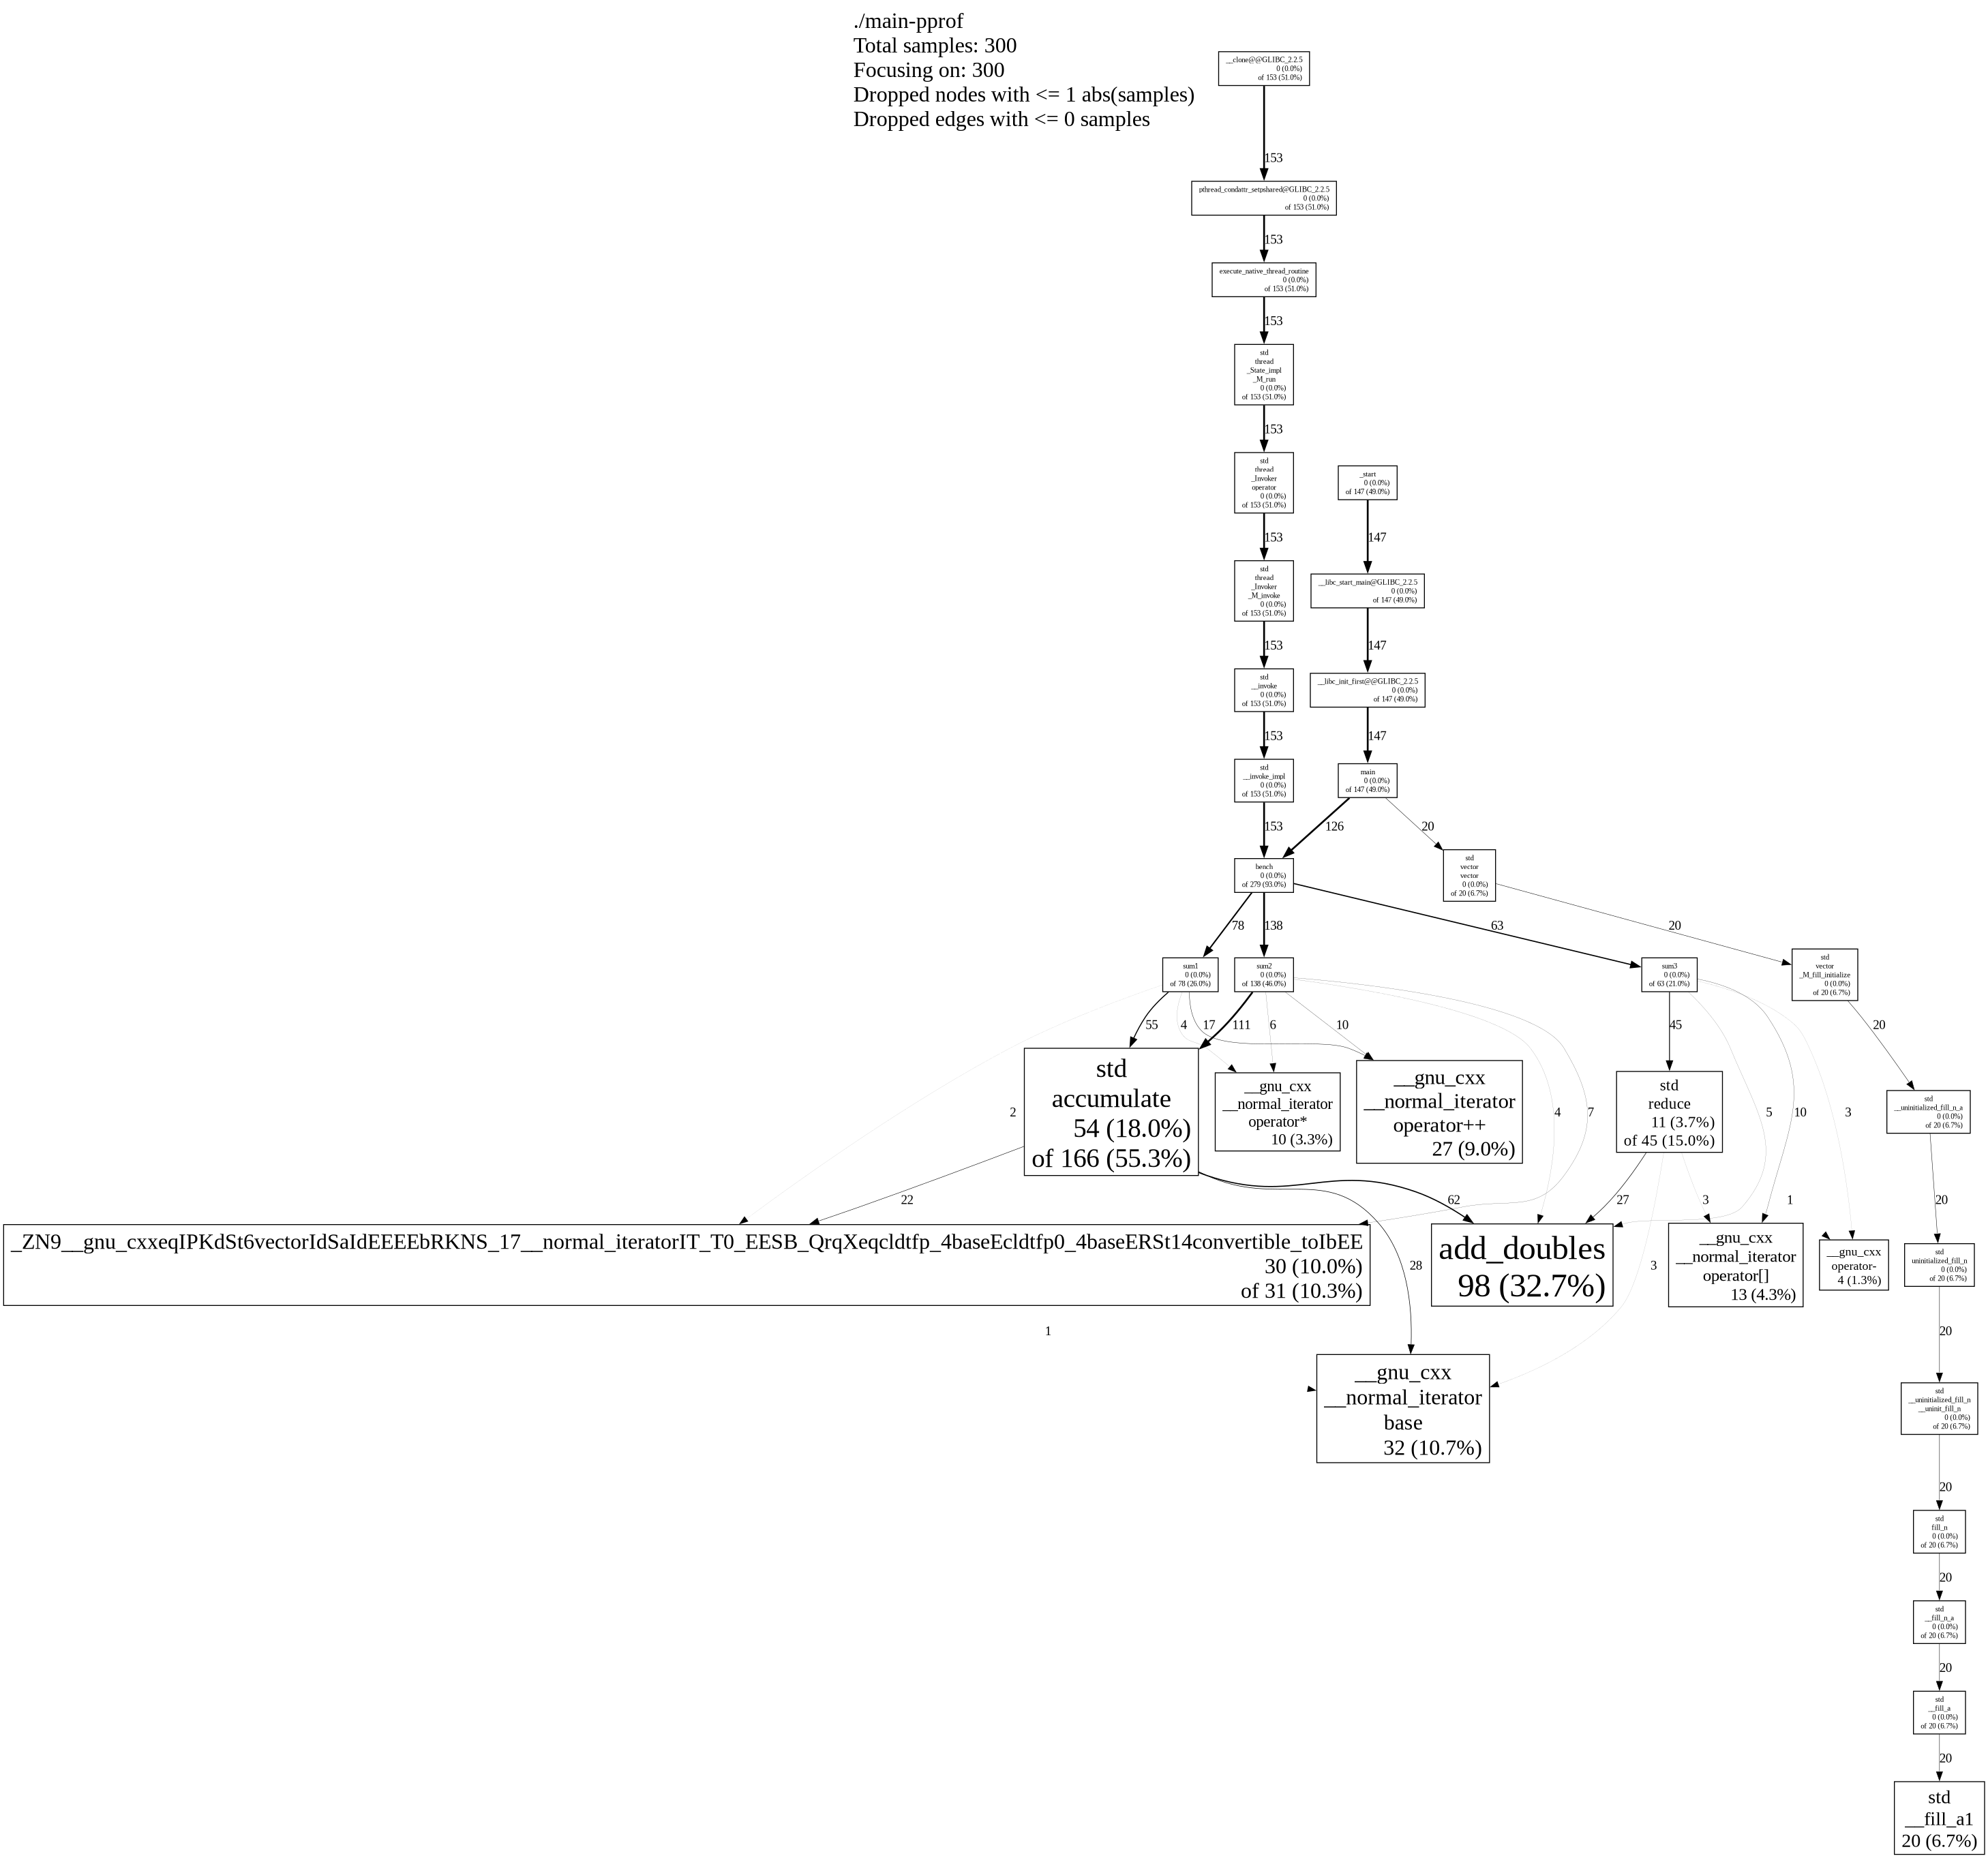 ./main-pprof
Total samples: 300
Focusing on: 300
Dropped nodes with <= 1 abs(samples)
Dropped edges with <= 0 samples
__clone@@GLIBC_2.2.5
0 (0.0%)
of 153 (51.0%)
153
pthread_condattr_setpshared@GLIBC_2.2.5
0 (0.0%)
of 153 (51.0%)
153
execute_native_thread_routine
0 (0.0%)
of 153 (51.0%)
153
std
thread
_State_impl
_M_run
0 (0.0%)
of 153 (51.0%)
153
std
thread
_Invoker
operator
0 (0.0%)
of 153 (51.0%)
153
std
thread
_Invoker
_M_invoke
0 (0.0%)
of 153 (51.0%)
153
std
__invoke
0 (0.0%)
of 153 (51.0%)
153
std
__invoke_impl
0 (0.0%)
of 153 (51.0%)
153
_start
0 (0.0%)
of 147 (49.0%)
147
__libc_start_main@GLIBC_2.2.5
0 (0.0%)
of 147 (49.0%)
147
__libc_init_first@@GLIBC_2.2.5
0 (0.0%)
of 147 (49.0%)
147
main
0 (0.0%)
of 147 (49.0%)
126
20
bench
0 (0.0%)
of 279 (93.0%)
std
vector
vector
0 (0.0%)
of 20 (6.7%)
78
138
63
20
sum1
0 (0.0%)
of 78 (26.0%)
sum2
0 (0.0%)
of 138 (46.0%)
sum3
0 (0.0%)
of 63 (21.0%)
std
vector
_M_fill_initialize
0 (0.0%)
of 20 (6.7%)
55
4
17
111
6
10
45
20
std
accumulate
54 (18.0%)
of 166 (55.3%)
__gnu_cxx
__normal_iterator
operator*
10 (3.3%)
__gnu_cxx
__normal_iterator
operator++
27 (9.0%)
std
reduce
11 (3.7%)
of 45 (15.0%)
std
__uninitialized_fill_n_a
0 (0.0%)
of 20 (6.7%)
2
4
7
5
10
3
22
62
27
3
1
20
_ZN9__gnu_cxxeqIPKdSt6vectorIdSaIdEEEEbRKNS_17__normal_iteratorIT_T0_EESB_QrqXeqcldtfp_4baseEcldtfp0_4baseERSt14convertible_toIbEE
30 (10.0%)
of 31 (10.3%)
28
add_doubles
98 (32.7%)
3
__gnu_cxx
__normal_iterator
operator[]
13 (4.3%)
__gnu_cxx
operator-
4 (1.3%)
std
uninitialized_fill_n
0 (0.0%)
of 20 (6.7%)
1
20
__gnu_cxx
__normal_iterator
base
32 (10.7%)
std
__uninitialized_fill_n
__uninit_fill_n
0 (0.0%)
of 20 (6.7%)
20
std
fill_n
0 (0.0%)
of 20 (6.7%)
20
std
__fill_n_a
0 (0.0%)
of 20 (6.7%)
20
std
__fill_a
0 (0.0%)
of 20 (6.7%)
20
std
__fill_a1
20 (6.7%)